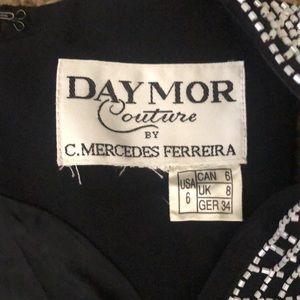 DAYMOR
Couture
BY
C.MERCEDES FERREIRA
USA 6
CAN 6
UK 8
GER 34